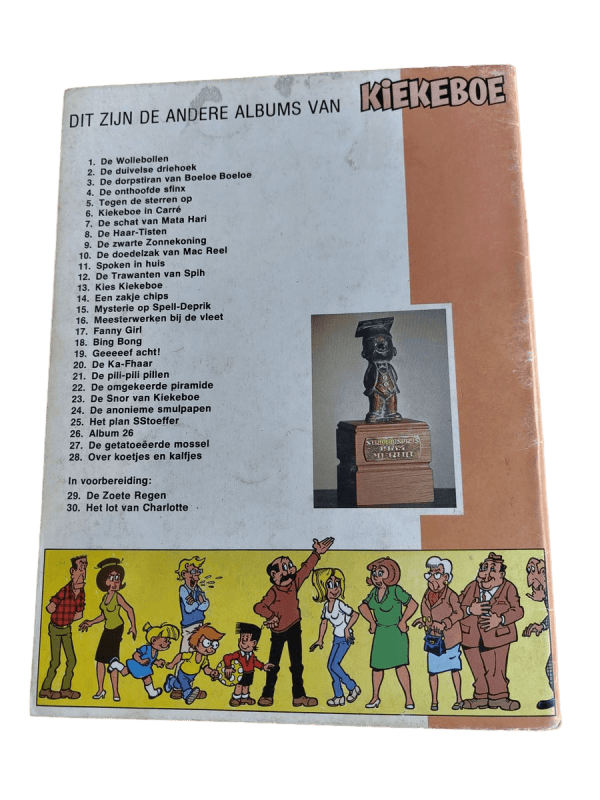 DIT ZIJN DE ANDERE ALBUMS VAN KIEKEBOE
1. De Wollebollen
2. De duivelse driehoek
3. De dorpstiran van Boeloe Boeloe
4. De onthoofde sfinx
5. Tegen de sterren op
6. Kiekeboe in Carré
7. De schat van Mata Hari
8. De Haar-Tisten
9. De zwarte Zonnekoning
10. De doedelzak van Mac Reel
11. Spoken in huis
12. De Trawanten van Spih
13. Kies Kiekeboe
14. Een zakje chips
15. Mysterie op Spell-Deprik
16. Meesterwerken bij de vleet
17. Fanny Girl
18. Bing Bong
19. Geeeeef acht!
20. De Ka-Fhaar
21. De pili-pili pillen
22. De omgekeerde piramide
23. De Snor van Kiekeboe
24. De anonieme smulpapen
25. Het plan SStoeffer
26. Album 26
27. De getatoeëerde mossel
28. Over koetjes en kalfjes
In voorbereiding:
29. De Zoete Regen
30. Het lot van Charlotte